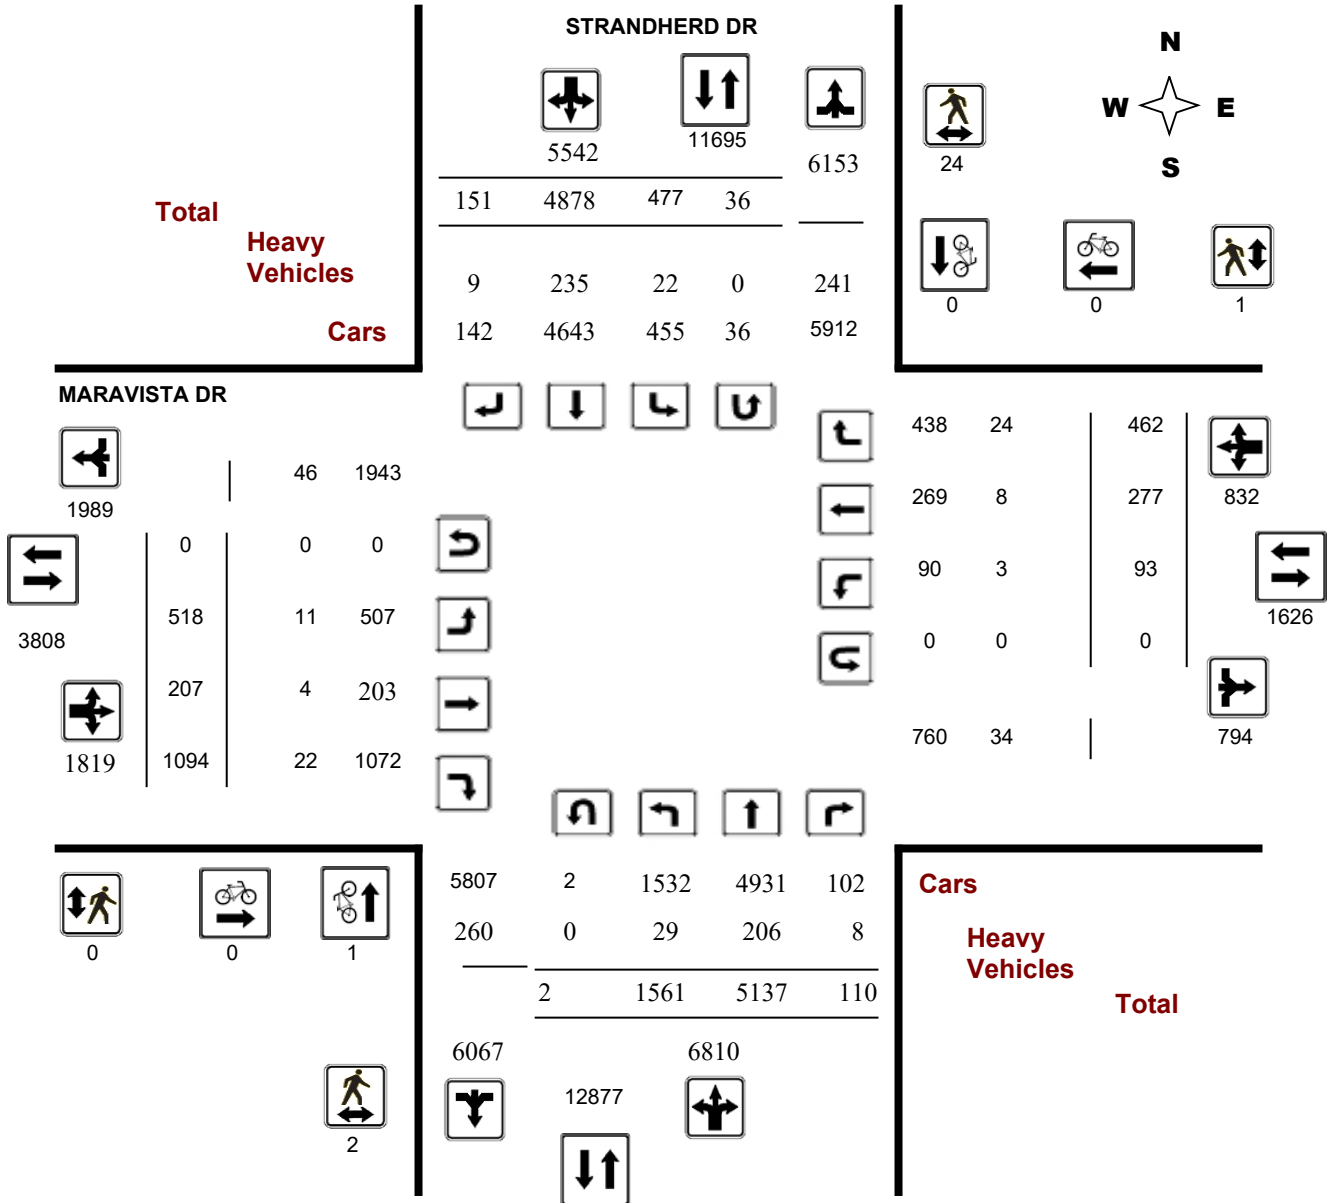 STRANDHERD DR
N
W E
S
5542 11695 6153 24
151 4878 477 36
Total
Heavy
Vehicles
9 235 22 0 241
0 0 1
Cars 142 4643 455 36 5912
MARAVISTA DR
438 24 462
46 1943
1989
269 8 277 832
0 0 0
90 3 93
518 11 507
1626
3808
0 0 0
207 4 203
760 34 794
1819 1094 22 1072
5807 2 1532 4931 102 Cars
260 0 29 206 8 Heavy
Vehicles
0 0 1
2 1561 5137 110 Total
6067 6810
12877
2